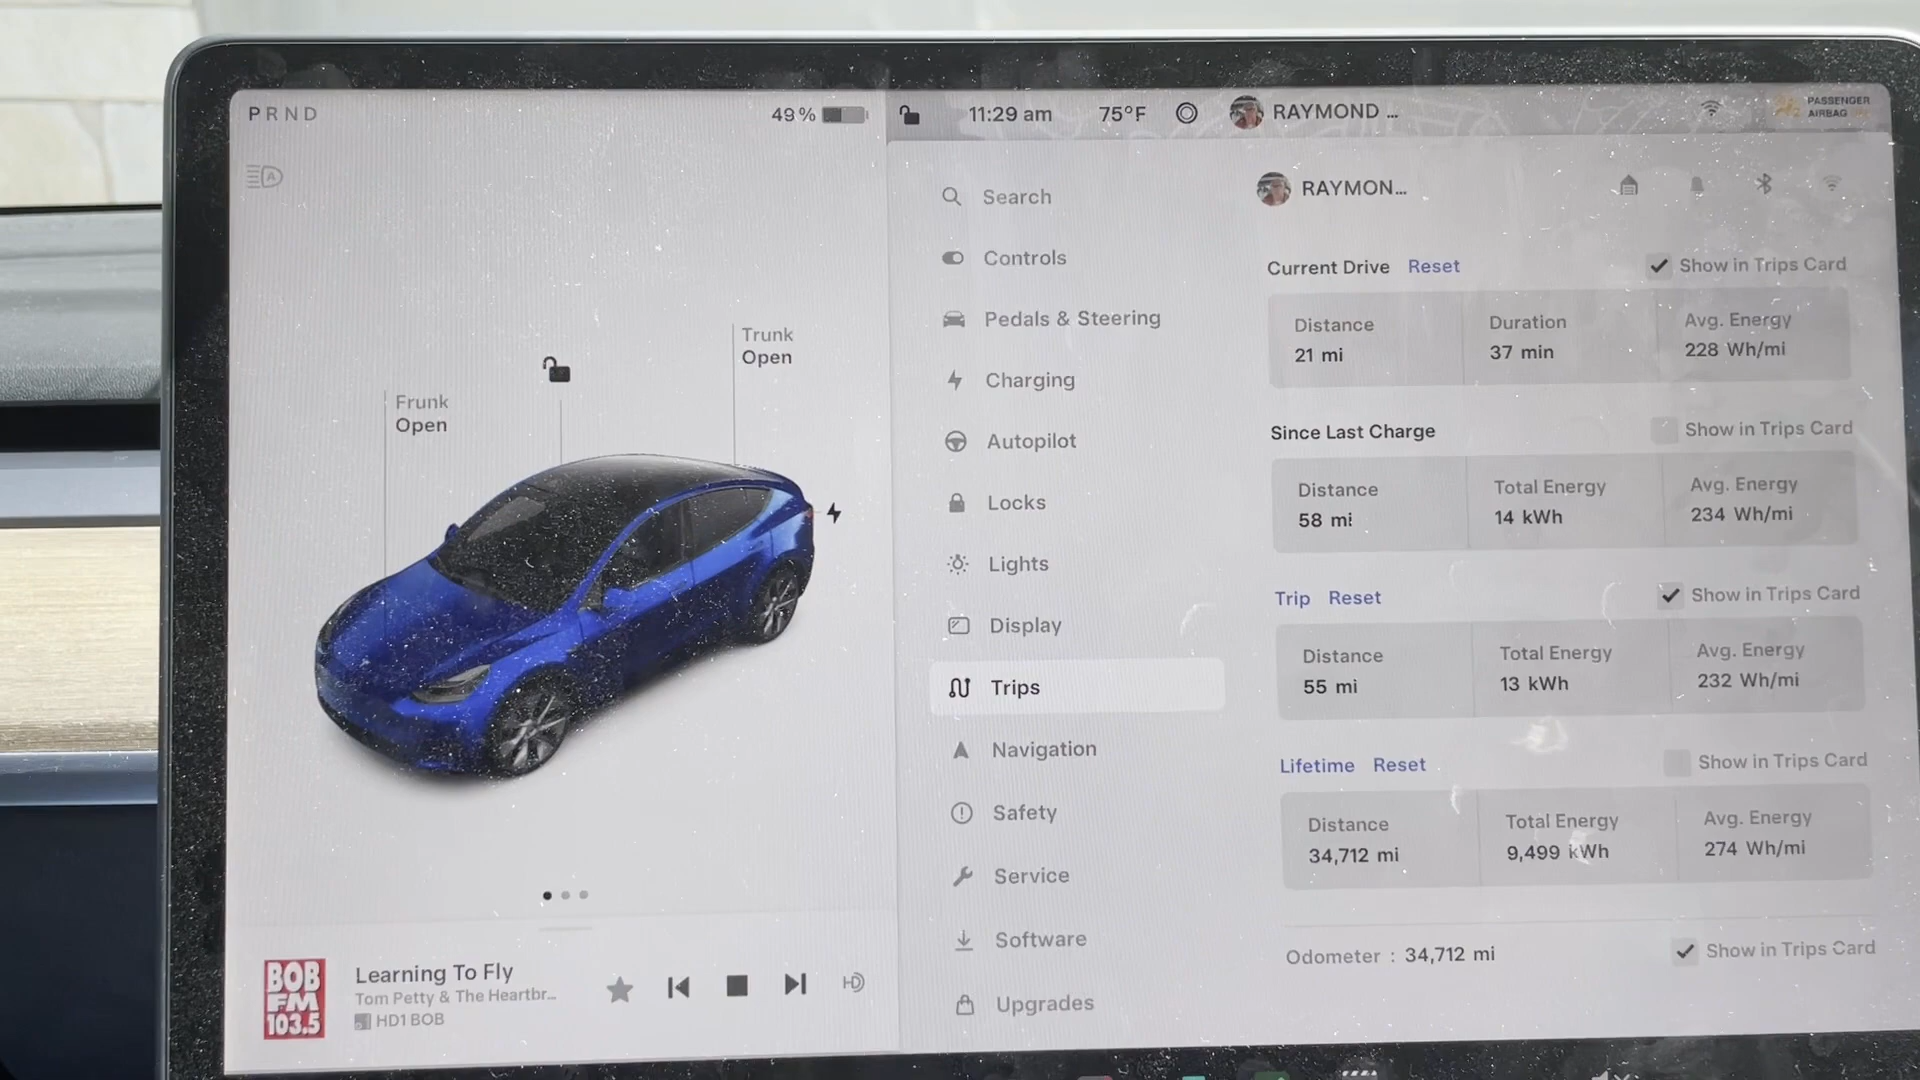 PRND
49%
11:29 am
75°F
RAYMOND ...
PASSENGER
AIRBAG
Trunk
Open
Frunk
Open
Learning To Fly
Tom Petty & The Heartbr...
HD1 BOB
BOB
FM
103.5
HD
Search
Controls
Pedals & Steering
Charging
Autopilot
Locks
Lights
Display
Trips
Navigation
Safety
Service
Software
Upgrades
RAYMON...
Current Drive Reset Show in Trips Card
Distance Duration Avg. Energy
21 mi 37 min 228 Wh/mi
Since Last Charge Show in Trips Card
Distance Total Energy Avg. Energy
58 mi 14 kWh 234 Wh/mi
Trip Reset Show in Trips Card
Distance Total Energy Avg. Energy
55 mi 13 kWh 232 Wh/mi
Lifetime Reset Show in Trips Card
Distance Total Energy Avg. Energy
34,712 mi 9,499 kWh 274 Wh/mi
Odometer : 34,712 mi Show in Trips Card